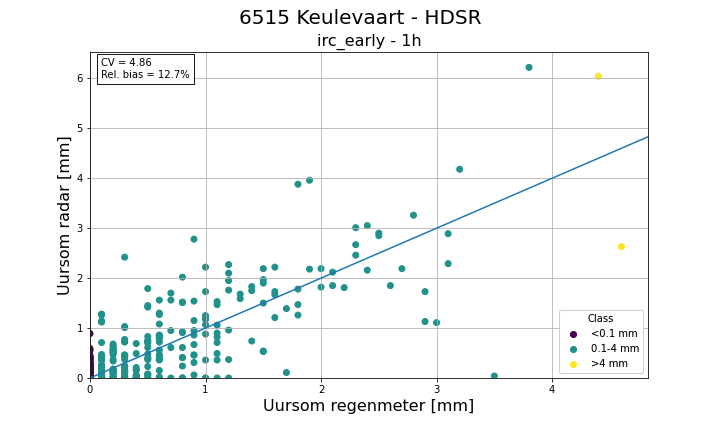 6515 Keulevaart - HDSR
irc_early - 1h
CV = 4.86
Rel. bias = 12.7%
Uursom radar [mm]
6
5
4
3
2
1
0
0 1 2 3 4
Uursom regenmeter [mm]
Class
<0.1 mm
0.1-4 mm
>4 mm